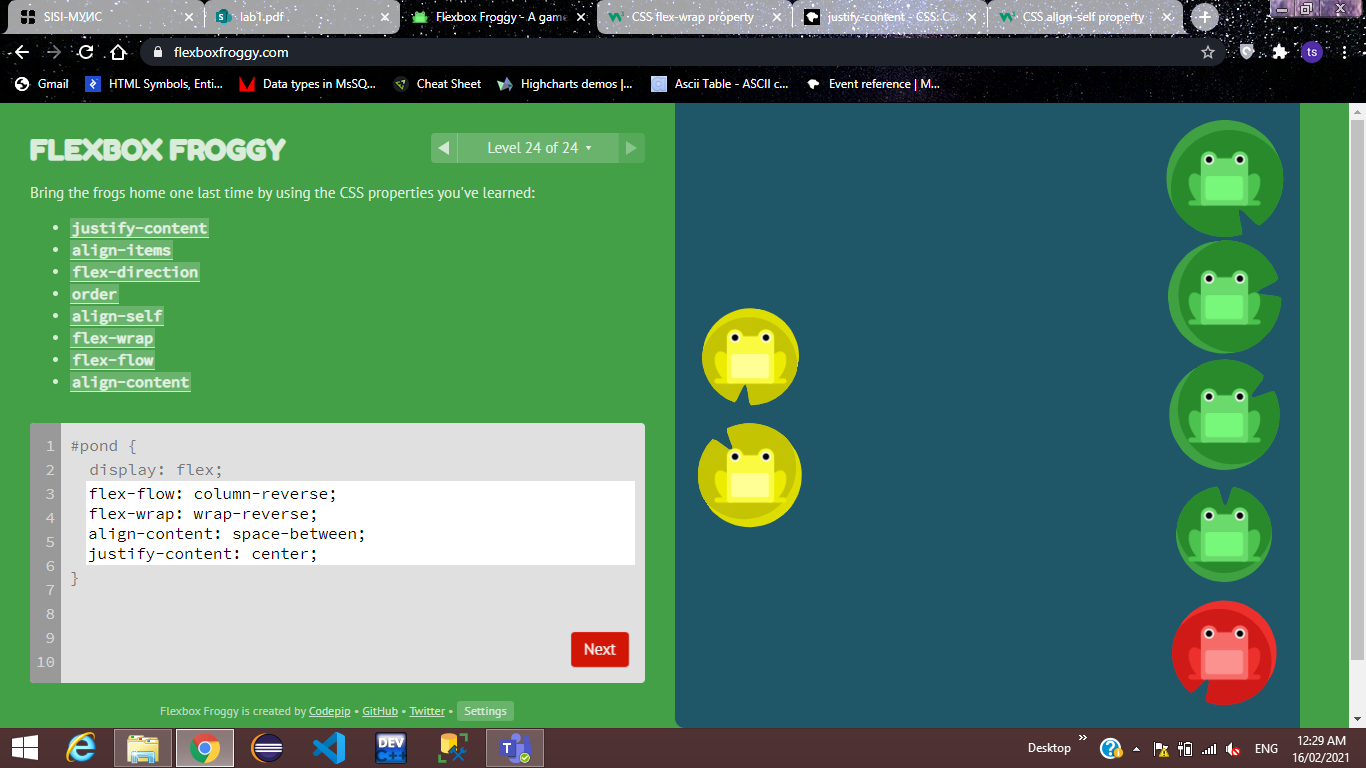 SISI-МУИС
lab1.pdf
Flexbox Froggy - A game
CSS flex-wrap property
justify-content - CSS: Ca
CSS align-self property
flexboxfroggy.com
ts
Gmail
HTML Symbols, Enti...
Data types in MsSQ...
Cheat Sheet
Highcharts demos |...
Ascii Table - ASCII c...
Event reference | M...
FLEXBOX FROGGY
Level 24 of 24
Bring the frogs home one last time by using the CSS properties you've learned:
• justify-content
• align-items
• flex-direction
• order
• align-self
• flex-wrap
• flex-flow
• align-content
1 #pond {
2 display: flex;
3 flex-flow: column-reverse;
4 flex-wrap: wrap-reverse;
5 align-content: space-between;
6 justify-content: center;
7 }
8
9
10
Next
Flexbox Froggy is created by Codepip • GitHub • Twitter • Settings
DEV
C++
Desktop
»
ENG
12:29 AM
16/02/2021